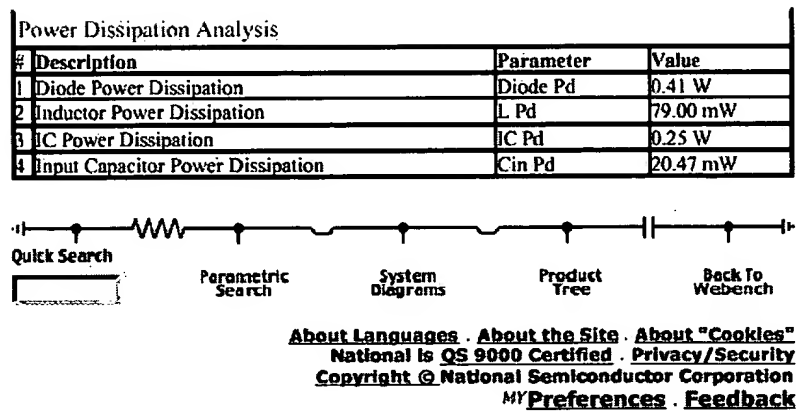 Power Dissipation Analysis
# Description Parameter Value
1 Diode Power Dissipation Diode Pd 0.41 W
2 Inductor Power Dissipation L Pd 79.00 mW
3 IC Power Dissipation IC Pd 0.25 W
4 Input Capacitor Power Dissipation Cin Pd 20.47 mW
Quick Search
Parametric Search
System Diagrams
Product Tree
Back To Webench
About Languages . About the Site . About "Cookies"
National is QS 9000 Certified . Privacy/Security
Copyright © National Semiconductor Corporation
MY Preferences . Feedback